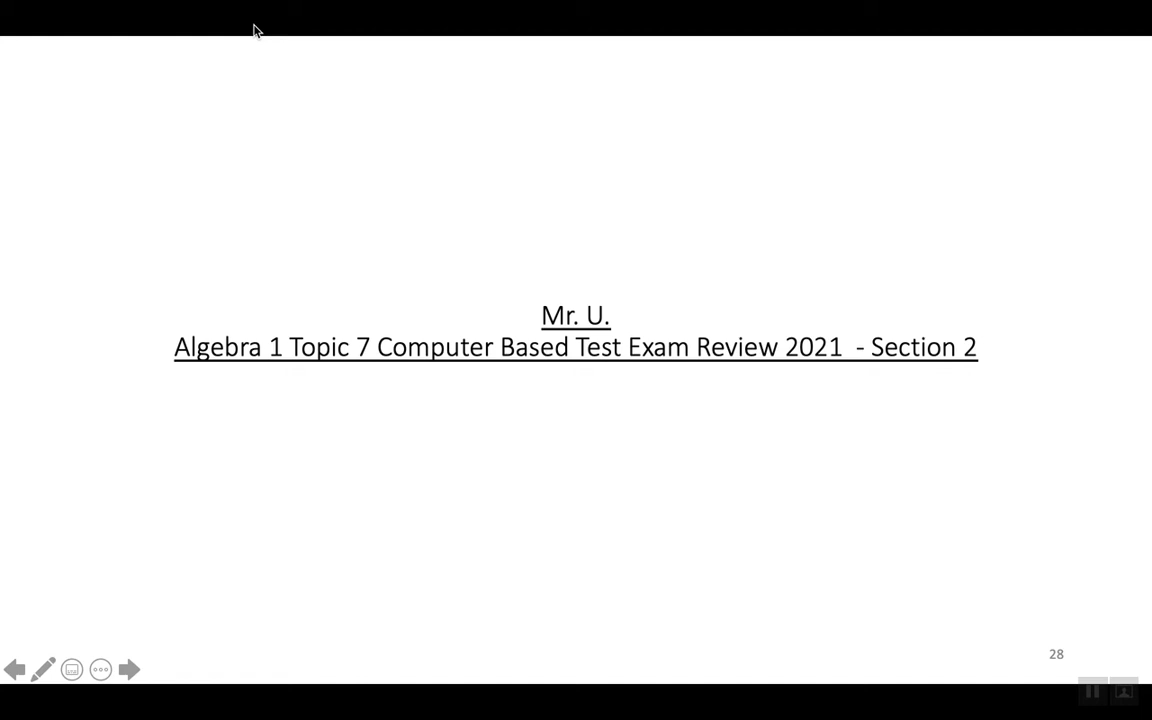 Mr. U.
Algebra 1 Topic 7 Computer Based Test Exam Review 2021  - Section 2
28